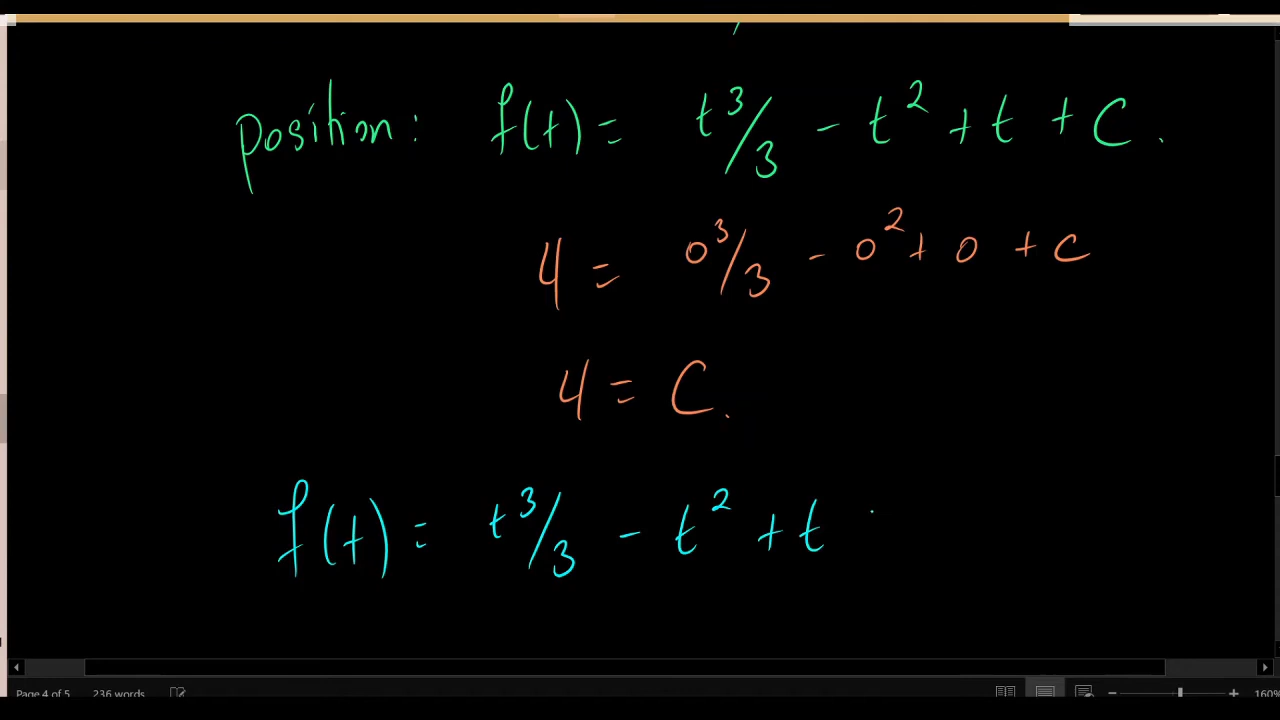 position: f(t) = t³/3 - t² + t + C.
4 = 0³/3 - 0² + 0 + C
4 = C.
f(t) = t³/3 - t² + t
Page 4 of 5 236 words 160%